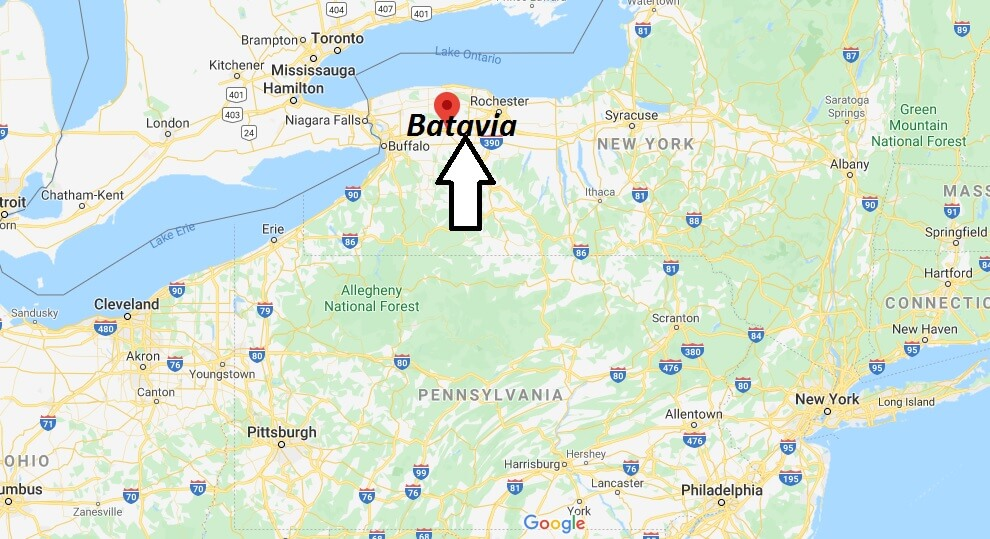 404
407
401
Watertown
81
89
87
Brampton
Toronto
Lake Ontario
Kitchener
Mississauga
Hamilton
401
403
24
London
Niagara Falls
Rochester
Batavia
390
Buffalo
Syracuse
NEW YORK
Saratoga
Springs
Green
Mountain
National Forest
Albany
Chatham-Kent
troit
orn
90
Ithaca
81
88
90
MASS
91
Springfield
Lake Erie
Erie
86
86
81
84
Hartford
CONNECTIC
Allegheny
National Forest
Cleveland
90
Sandusky
480
79
Scranton
84
New Haven
95
Akron
76
80
Youngstown
80
380
476
80
80
95
Canton
PENNSYLVANIA
New York
Long Island
71
Pittsburgh
Allentown
476
95
OHIO
99
Harrisburg
Hershey
76
195
umbus
70
70
76
76
81
Lancaster
Philadelphia
Zanesville
York
Google
68
68